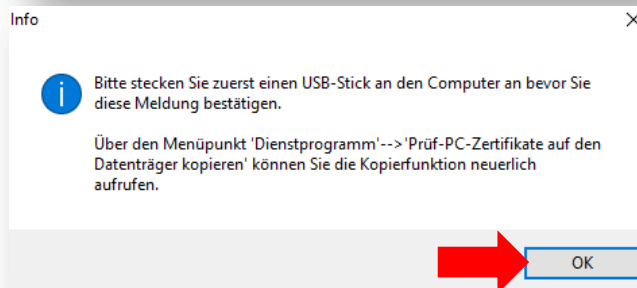 Info
Bitte stecken Sie zuerst einen USB-Stick an den Computer an bevor Sie
diese Meldung bestätigen.
Über den Menüpunkt 'Dienstprogramm'-->'Prüf-PC-Zertifikate auf den
Datenträger kopieren' können Sie die Kopierfunktion neuerlich
aufrufen.
OK